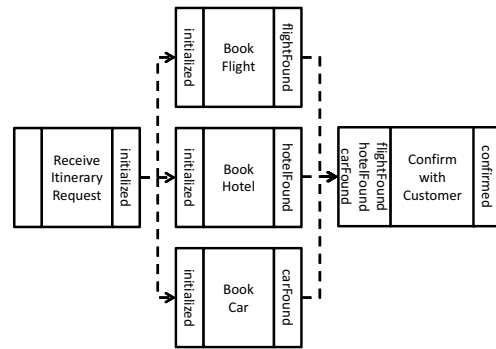 initialized
Book
Flight
flightFound
Receive
Itinerary
Request
initialized
initialized
Book
Hotel
hotelFound
flightFound
hotelFound
carFound
Confirm
with
Customer
confirmed
initialized
Book
Car
carFound